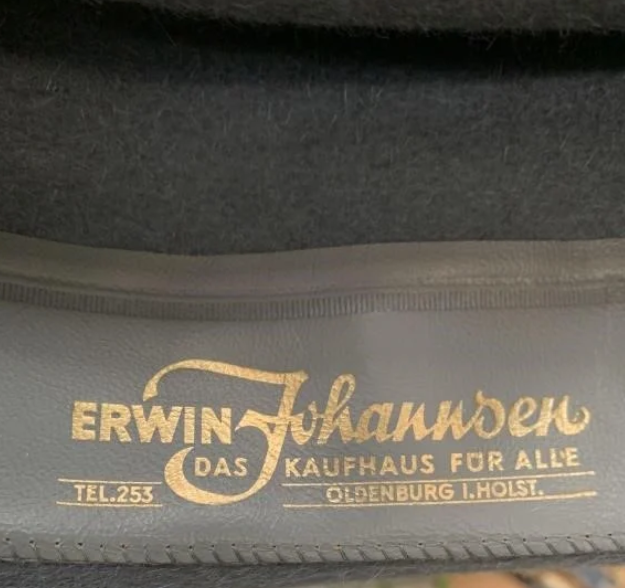 ERWIN Johannsen
DAS KAUFHAUS FÜR ALLE
TEL.253 OLDENBURG I.HOLST.